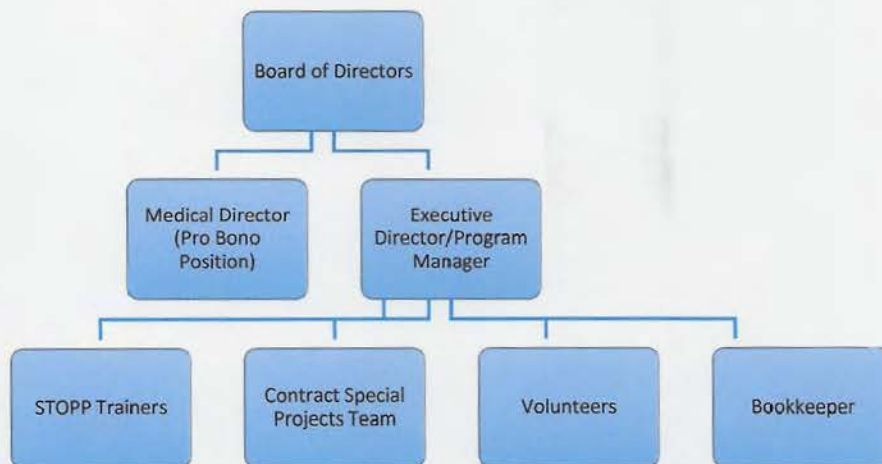 Board of Directors
Medical Director
(Pro Bono
Position)
Executive
Director/Program
Manager
STOPP Trainers
Contract Special
Projects Team
Volunteers
Bookkeeper